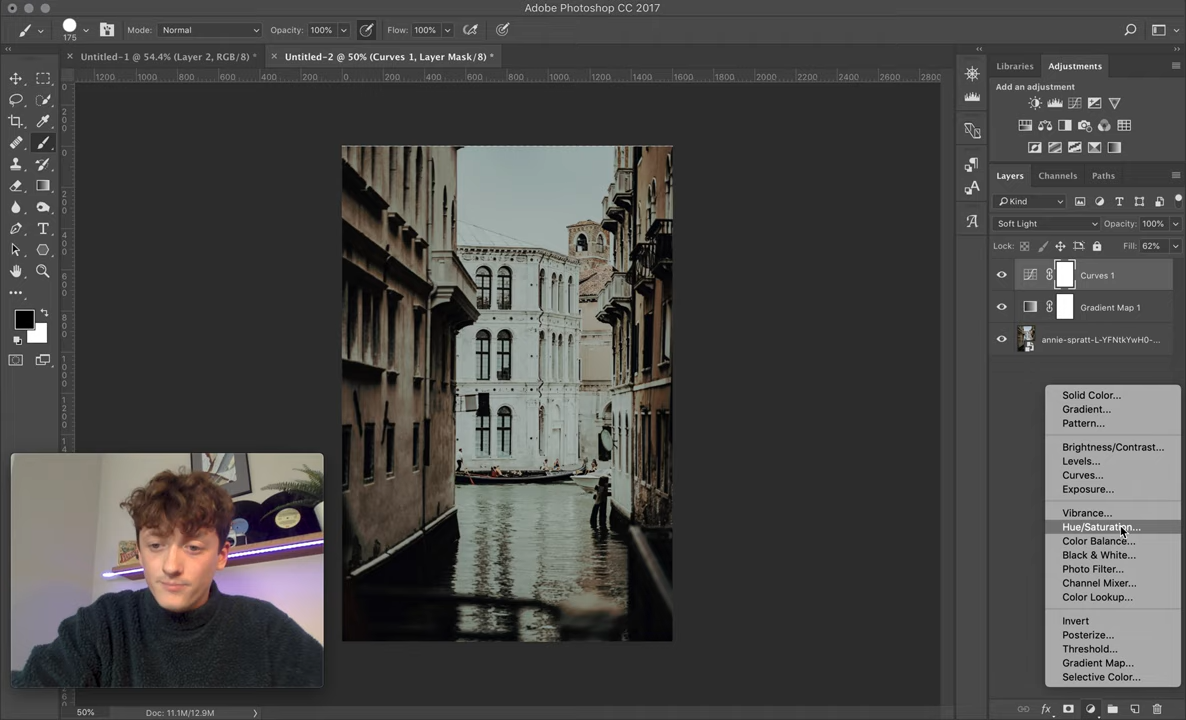 Adobe Photoshop CC 2017
175
Mode: Normal
Opacity: 100%
Flow: 100%
Untitled-1 @ 54.4% (Layer 2, RGB/8) *
Untitled-2 @ 50% (Curves 1, Layer Mask/8) *
1200 1000 800 600 400 200 0 200 400 600 800 1000 1200 1400 1600 1800 2000 2200 2400 2600 2800
Libraries
Adjustments
Add an adjustment
Layers
Channels
Paths
Kind
Soft Light
Opacity: 100%
Lock:
Fill: 62%
Curves 1
Gradient Map 1
annie-spratt-L-YFNtkYwH0-...
Solid Color...
Gradient...
Pattern...
Brightness/Contrast...
Levels...
Curves...
Exposure...
Vibrance...
Hue/Saturation...
Color Balance...
Black & White...
Photo Filter...
Channel Mixer...
Color Lookup...
Invert
Posterize...
Threshold...
Gradient Map...
Selective Color...
50%
Doc: 11.1M/12.9M
fx